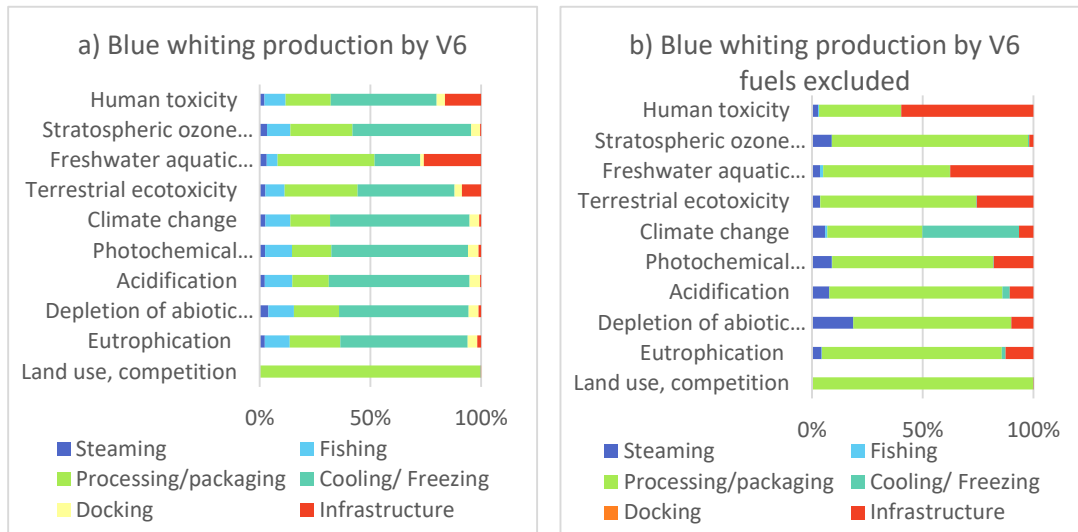 a) Blue whiting production by V6
Human toxicity
Stratospheric ozone...
Freshwater aquatic...
Terrestrial ecotoxicity
Climate change
Photochemical...
Acidification
Depletion of abiotic...
Eutrophication
Land use, competition
0% 50% 100%
Steaming Fishing
Processing/packaging Cooling/ Freezing
Docking Infrastructure
b) Blue whiting production by V6
fuels excluded
Human toxicity
Stratospheric ozone...
Freshwater aquatic...
Terrestrial ecotoxicity
Climate change
Photochemical...
Acidification
Depletion of abiotic...
Eutrophication
Land use, competition
0% 50% 100%
Steaming Fishing
Processing/packaging Cooling/ Freezing
Docking Infrastructure